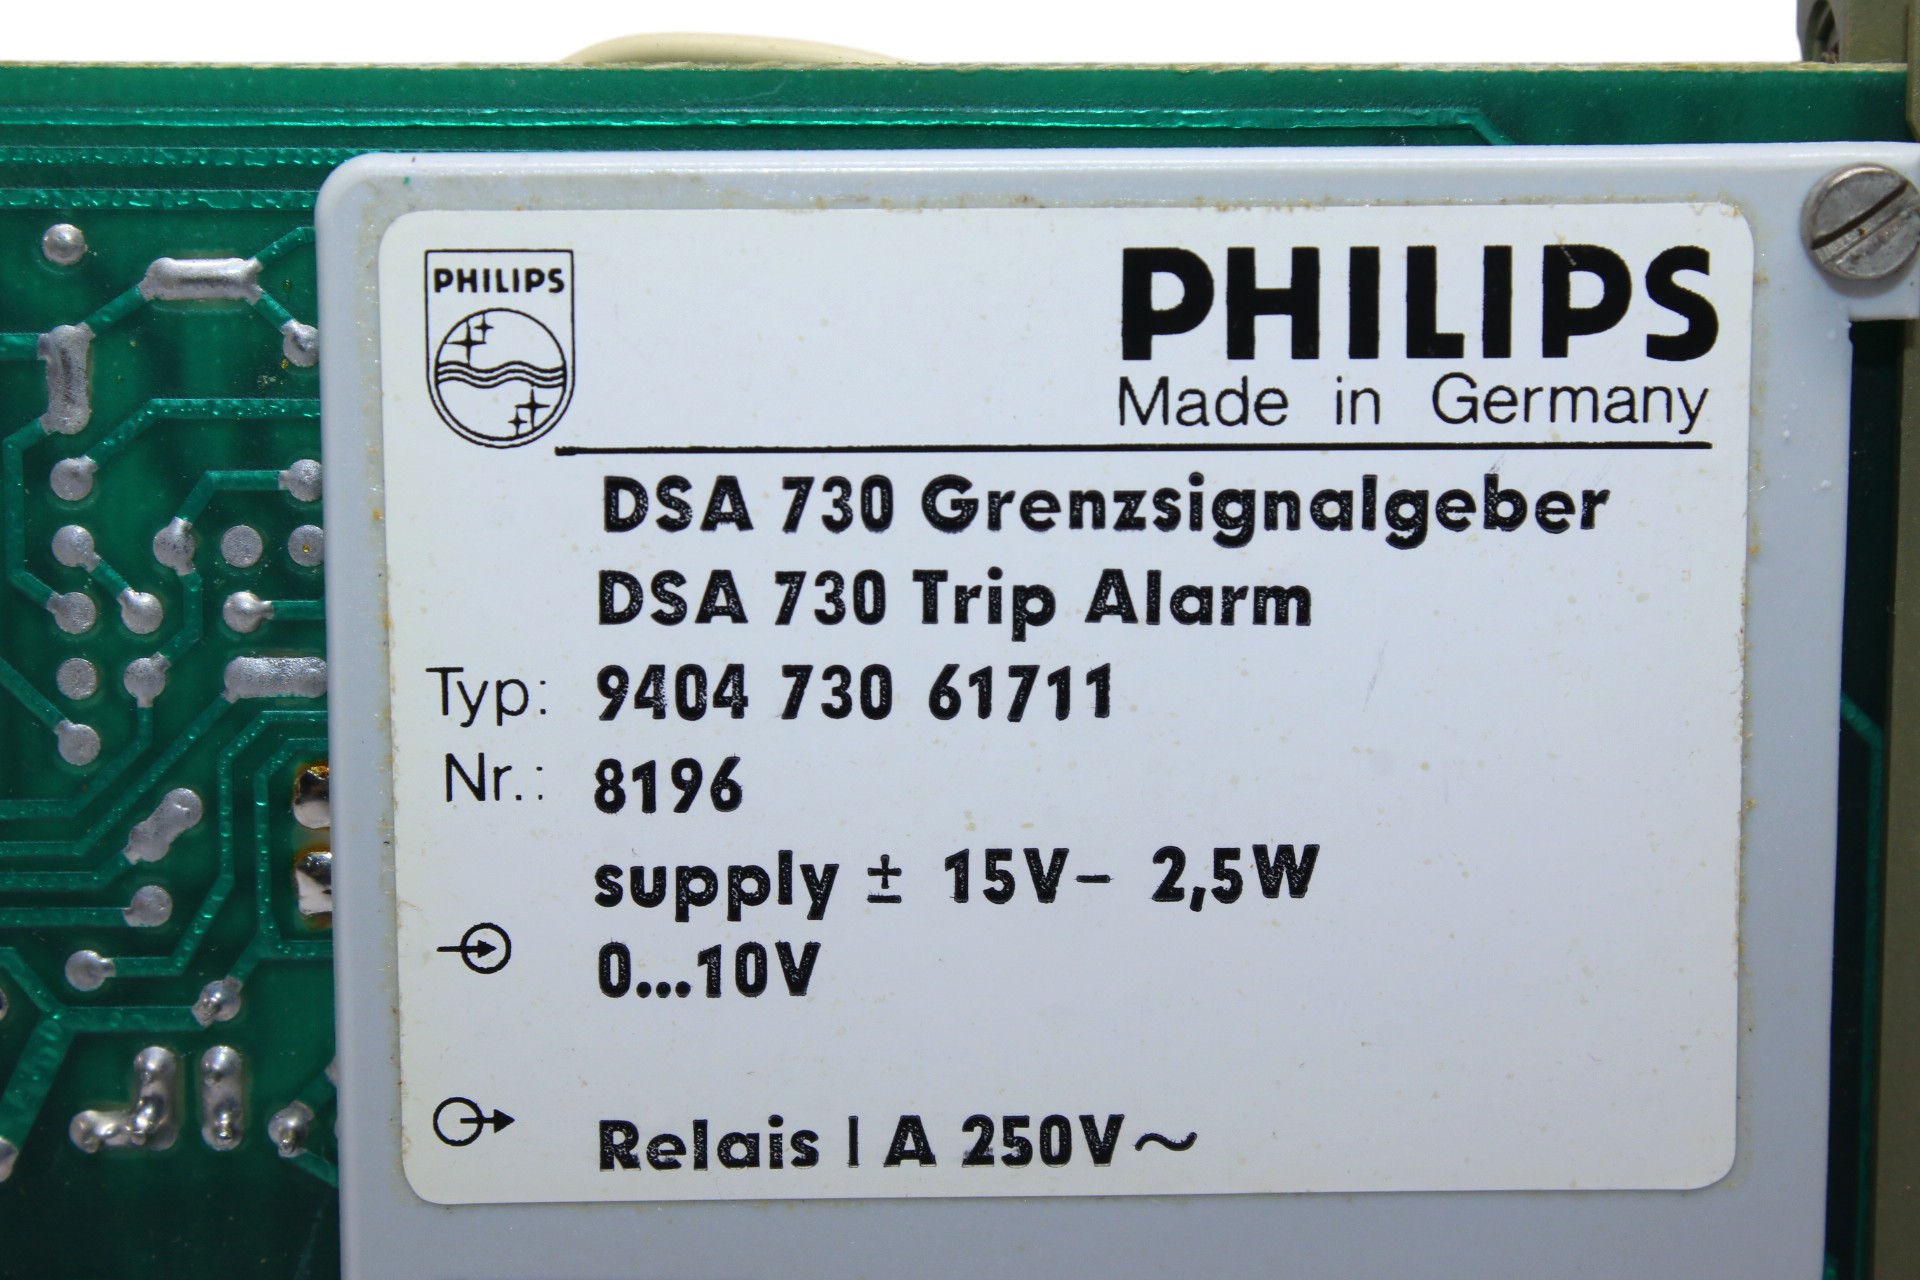 PHILIPS
PHILIPS
Made in Germany
DSA 730 Grenzsignalgeber
DSA 730 Trip Alarm
Typ: 9404 730 61711
Nr.: 8196
supply ± 15V– 2,5W
0...10V
Relais 1 A 250V~